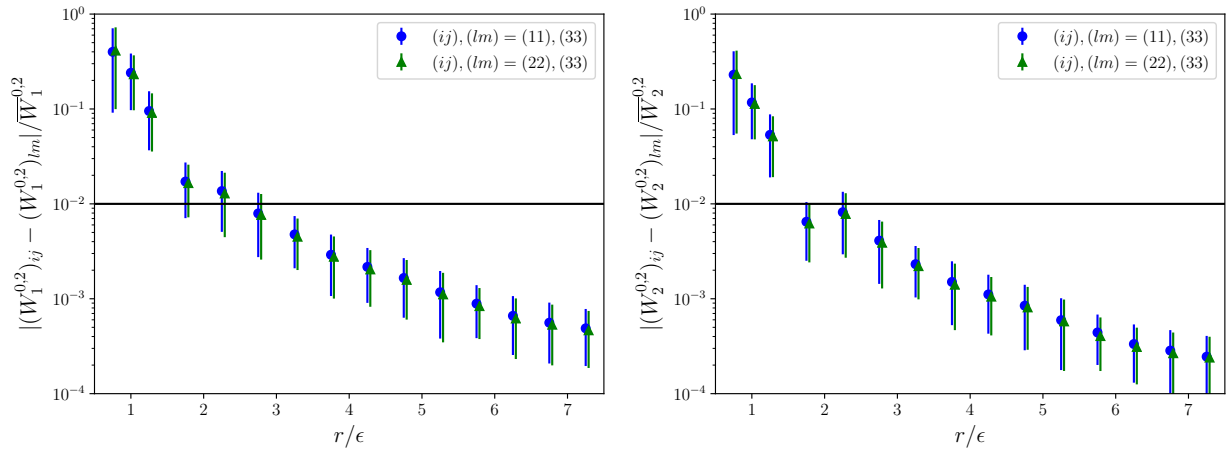 |(W_1^{0,2})_{ij} − (W_1^{0,2})_{lm}|/\overline{W}_1^{0,2}
10^0
10^{−1}
10^{−2}
10^{−3}
10^{−4}
(ij), (lm) = (11), (33)
(ij), (lm) = (22), (33)
1 2 3 4 5 6 7
r/ϵ
|(W_2^{0,2})_{ij} − (W_2^{0,2})_{lm}|/\overline{W}_2^{0,2}
10^0
10^{−1}
10^{−2}
10^{−3}
10^{−4}
(ij), (lm) = (11), (33)
(ij), (lm) = (22), (33)
1 2 3 4 5 6 7
r/ϵ